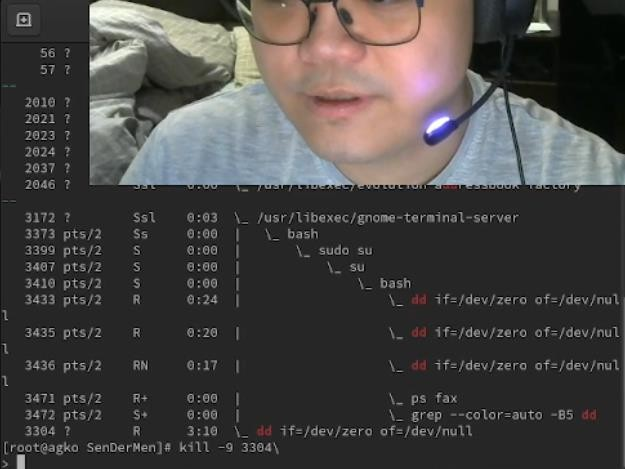 56 ?
57 ?
--
2010 ?
2021 ?
2023 ?
2024 ?
2037 ?
2046 ? Ssl 0:00 \_ /usr/libexec/evolution-addressbook-factory
--
3172 ? Ssl 0:03 \_ /usr/libexec/gnome-terminal-server
3373 pts/2 Ss 0:00 | \_ bash
3399 pts/2 S 0:00 | \_ sudo su
3407 pts/2 S 0:00 | \_ su
3410 pts/2 S 0:00 | \_ bash
3433 pts/2 R 0:24 | \_ dd if=/dev/zero of=/dev/nul
l
3435 pts/2 R 0:20 | \_ dd if=/dev/zero of=/dev/nul
l
3436 pts/2 RN 0:17 | \_ dd if=/dev/zero of=/dev/nul
l
3471 pts/2 R+ 0:00 | \_ ps fax
3472 pts/2 S+ 0:00 | \_ grep --color=auto -B5 dd
3304 ? R 3:10 \_ dd if=/dev/zero of=/dev/null
[root@agko SenDerMen]# kill -9 3304\
>